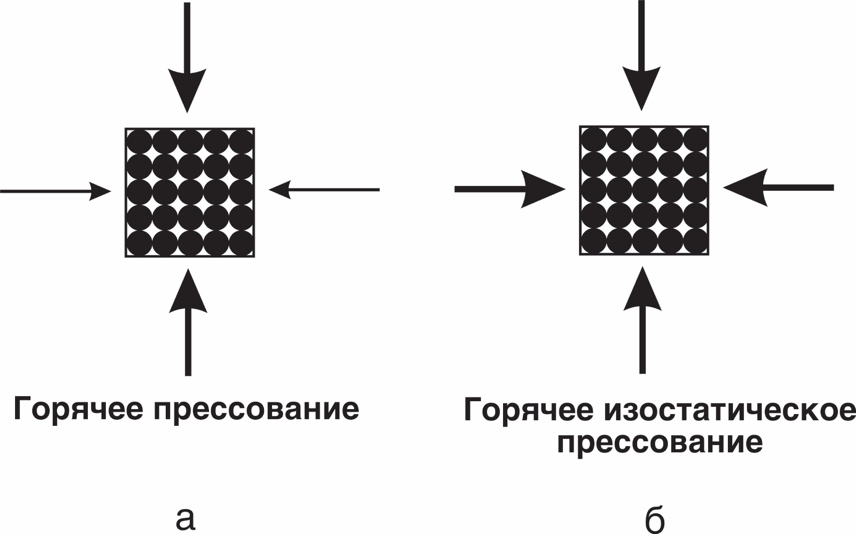 Горячее прессование
Горячее изостатическое
прессование
а
б